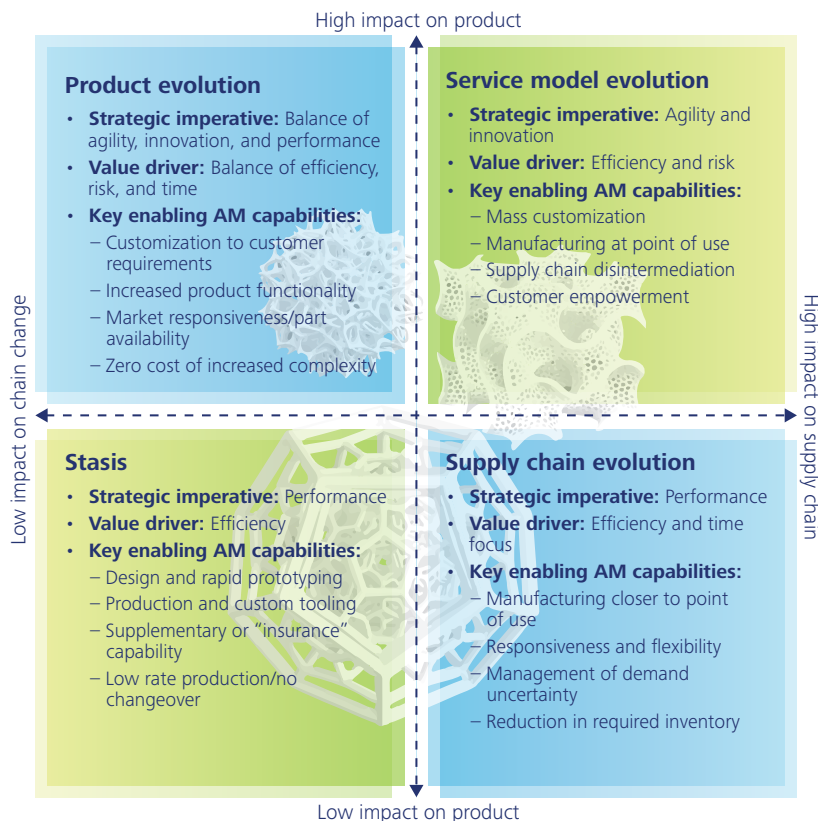 High impact on product
Product evolution
• Strategic imperative: Balance of
agility, innovation, and performance
• Value driver: Balance of efficiency,
risk, and time
• Key enabling AM capabilities:
– Customization to customer
requirements
– Increased product functionality
– Market responsiveness/part
availability
– Zero cost of increased complexity
Service model evolution
• Strategic imperative: Agility and
innovation
• Value driver: Efficiency and risk
• Key enabling AM capabilities:
– Mass customization
– Manufacturing at point of use
– Supply chain disintermediation
– Customer empowerment
Low impact on chain change
High impact on supply chain
Stasis
• Strategic imperative: Performance
• Value driver: Efficiency
• Key enabling AM capabilities:
– Design and rapid prototyping
– Production and custom tooling
– Supplementary or “insurance”
capability
– Low rate production/no
changeover
Supply chain evolution
• Strategic imperative: Performance
• Value driver: Efficiency and time
focus
• Key enabling AM capabilities:
– Manufacturing closer to point
of use
– Responsiveness and flexibility
– Management of demand
uncertainty
– Reduction in required inventory
Low impact on product